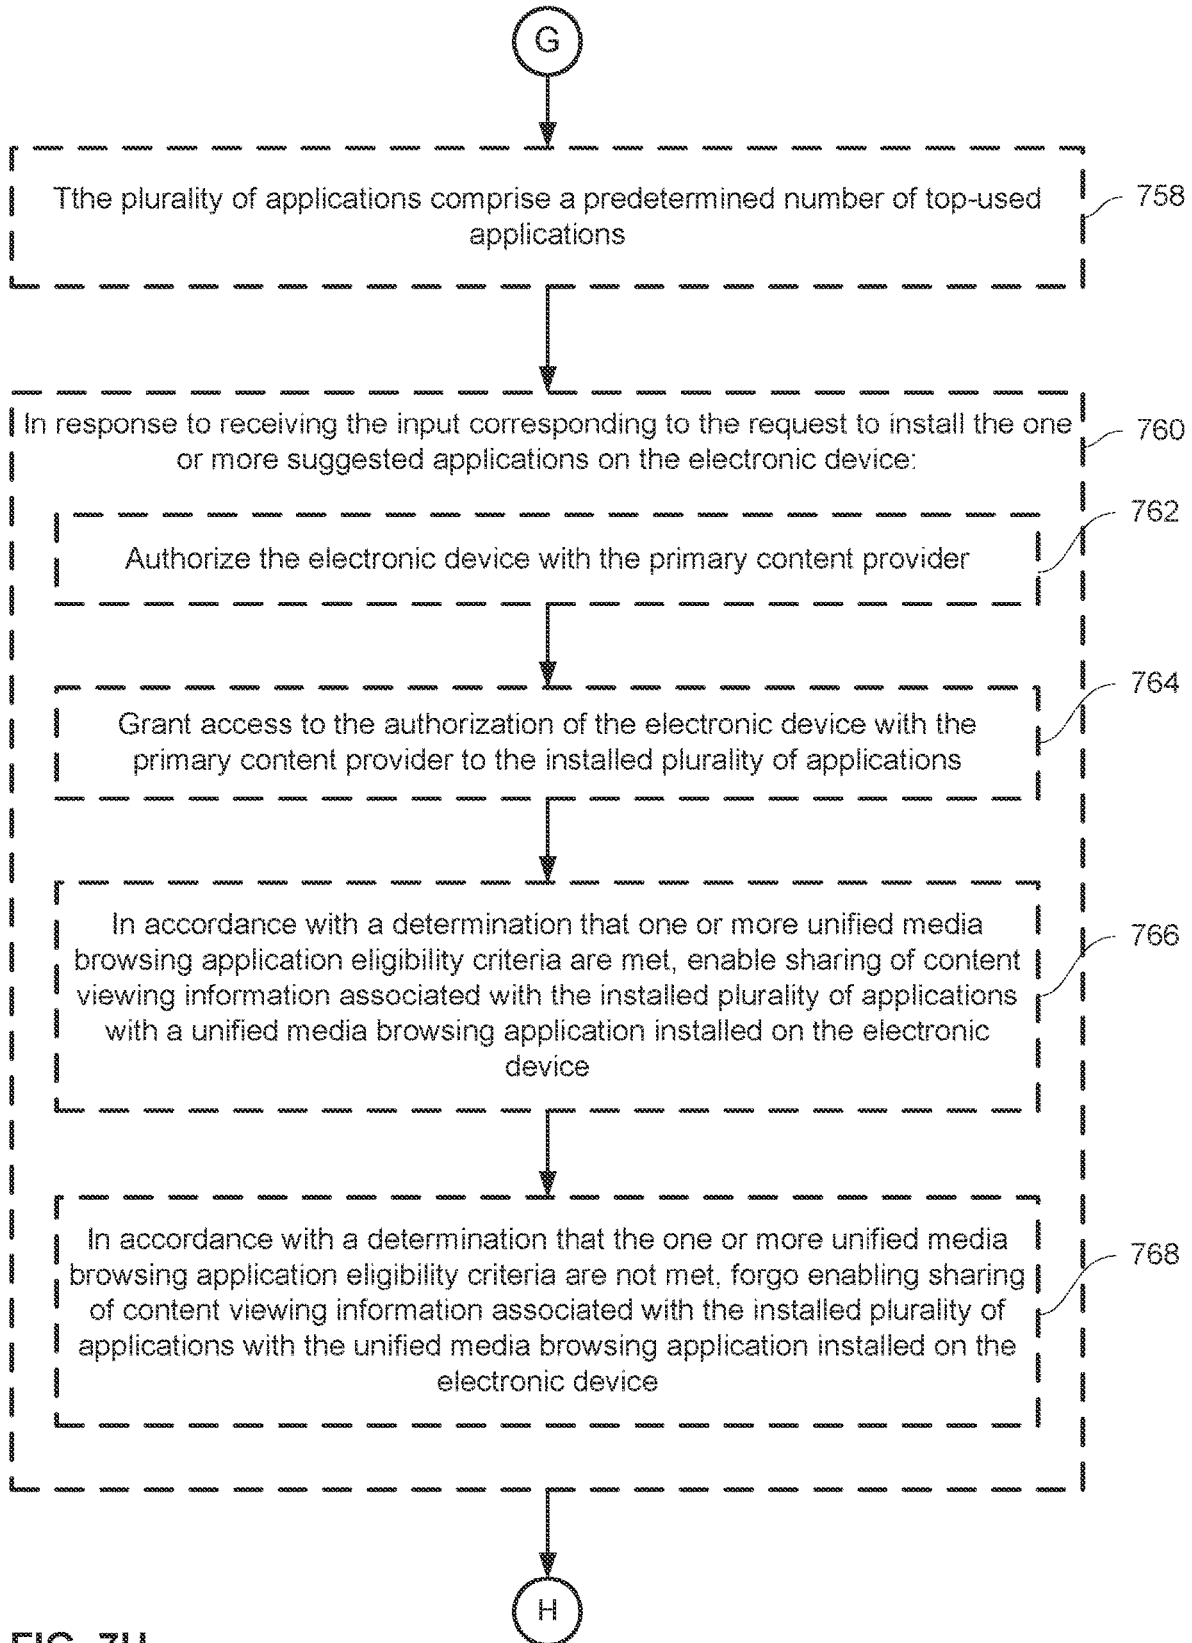 G
Tthe plurality of applications comprise a predetermined number of top-used
applications
758
In response to receiving the input corresponding to the request to install the one
or more suggested applications on the electronic device:
760
762
Authorize the electronic device with the primary content provider
764
Grant access to the authorization of the electronic device with the
primary content provider to the installed plurality of applications
In accordance with a determination that one or more unified media
browsing application eligibility criteria are met, enable sharing of content
viewing information associated with the installed plurality of applications
with a unified media browsing application installed on the electronic
device
766
In accordance with a determination that the one or more unified media
browsing application eligibility criteria are not met, forgo enabling sharing
of content viewing information associated with the installed plurality of
applications with the unified media browsing application installed on the
electronic device
768
H
FIG. 7H